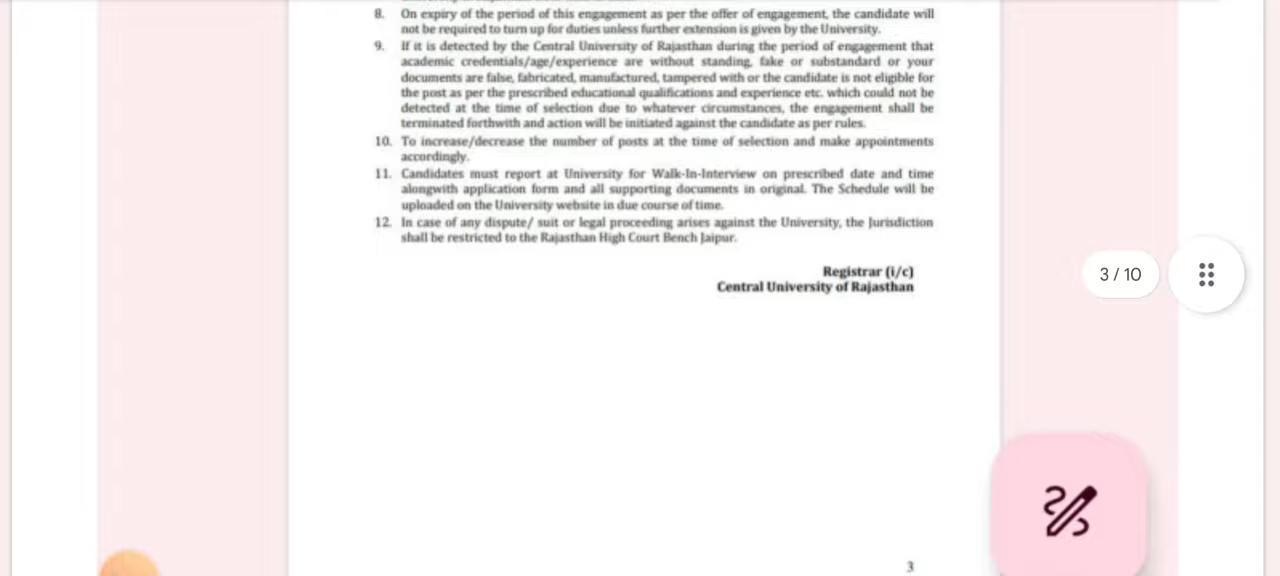 8. On expiry of the period of this engagement as per the offer of engagement, the candidate will
not be required to turn up for duties unless further extension is given by the University.
9. If it is detected by the Central University of Rajasthan during the period of engagement that
academic credentials/age/experience are without standing, fake or substandard or your
documents are false, fabricated, manufactured, tampered with or the candidate is not eligible for
the post as per the prescribed educational qualifications and experience etc. which could not be
detected at the time of selection due to whatever circumstances, the engagement shall be
terminated forthwith and action will be initiated against the candidate as per rules.
10. To increase/decrease the number of posts at the time of selection and make appointments
accordingly.
11. Candidates must report at University for Walk-In-Interview on prescribed date and time
alongwith application form and all supporting documents in original. The Schedule will be
uploaded on the University website in due course of time.
12. In case of any dispute/ suit or legal proceeding arises against the University, the Jurisdiction
shall be restricted to the Rajasthan High Court Bench Jaipur.
Registrar (i/c)
Central University of Rajasthan
3 / 10
3